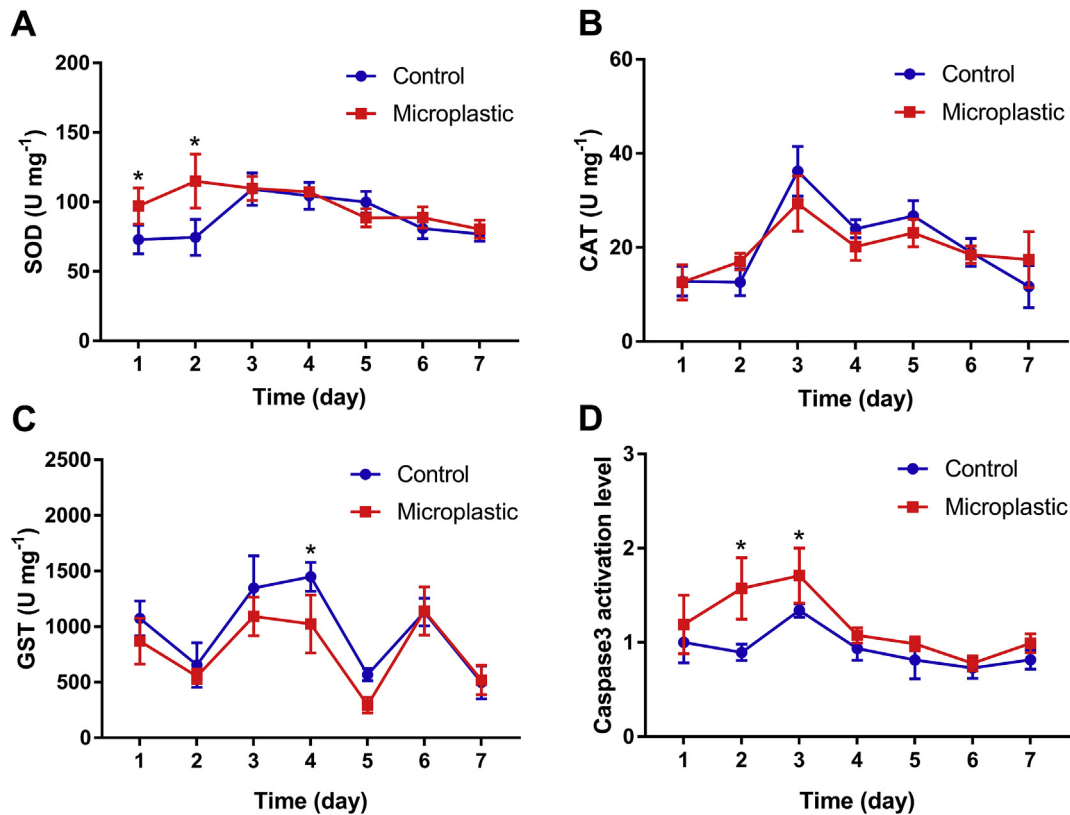 A
SOD (U mg-1)
200
150
100
50
0
Control
Microplastic
*
*
1 2 3 4 5 6 7
Time (day)
B
CAT (U mg-1)
60
40
20
0
Control
Microplastic
1 2 3 4 5 6 7
Time (day)
C
GST (U mg-1)
2500
2000
1500
1000
500
0
Control
Microplastic
*
1 2 3 4 5 6 7
Time (day)
D
Caspase3 activation level
3
2
1
0
Control
Microplastic
*
*
1 2 3 4 5 6 7
Time (day)